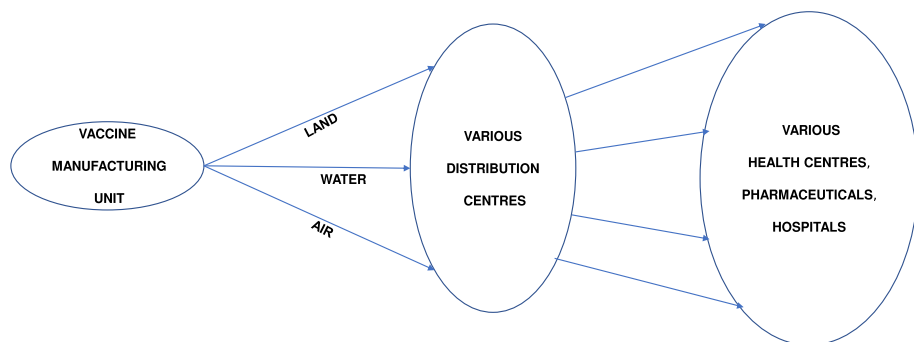 VACCINE
MANUFACTURING
UNIT
LAND
WATER
AIR
VARIOUS
DISTRIBUTION
CENTRES
VARIOUS
HEALTH CENTRES,
PHARMACEUTICALS,
HOSPITALS